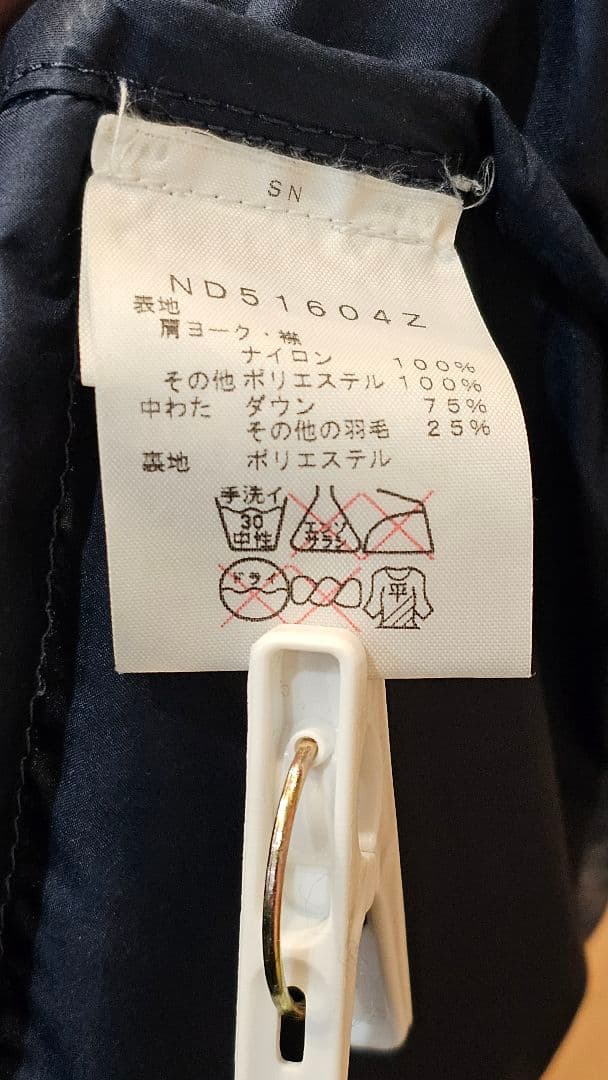 SN
ND51604Z
表地
肩ヨーク・襟
ナイロン 100%
その他 ポリエステル 100%
中わた ダウン 75%
その他の羽毛 25%
裏地 ポリエステル
手洗イ
30
中性
エンソ
サラシ
ドライ
平